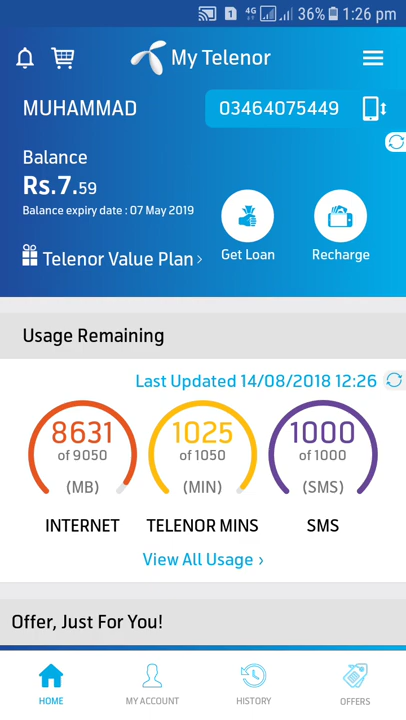 1 4G 36% 1:26 pm
My Telenor
MUHAMMAD 03464075449
Balance
Rs.7.59
Balance expiry date : 07 May 2019
Telenor Value Plan ›
Get Loan Recharge
Usage Remaining
Last Updated 14/08/2018 12:26
8631 1025 1000
of 9050 of 1050 of 1000
(MB) (MIN) (SMS)
INTERNET TELENOR MINS SMS
View All Usage ›
Offer, Just For You!
HOME MY ACCOUNT HISTORY OFFERS